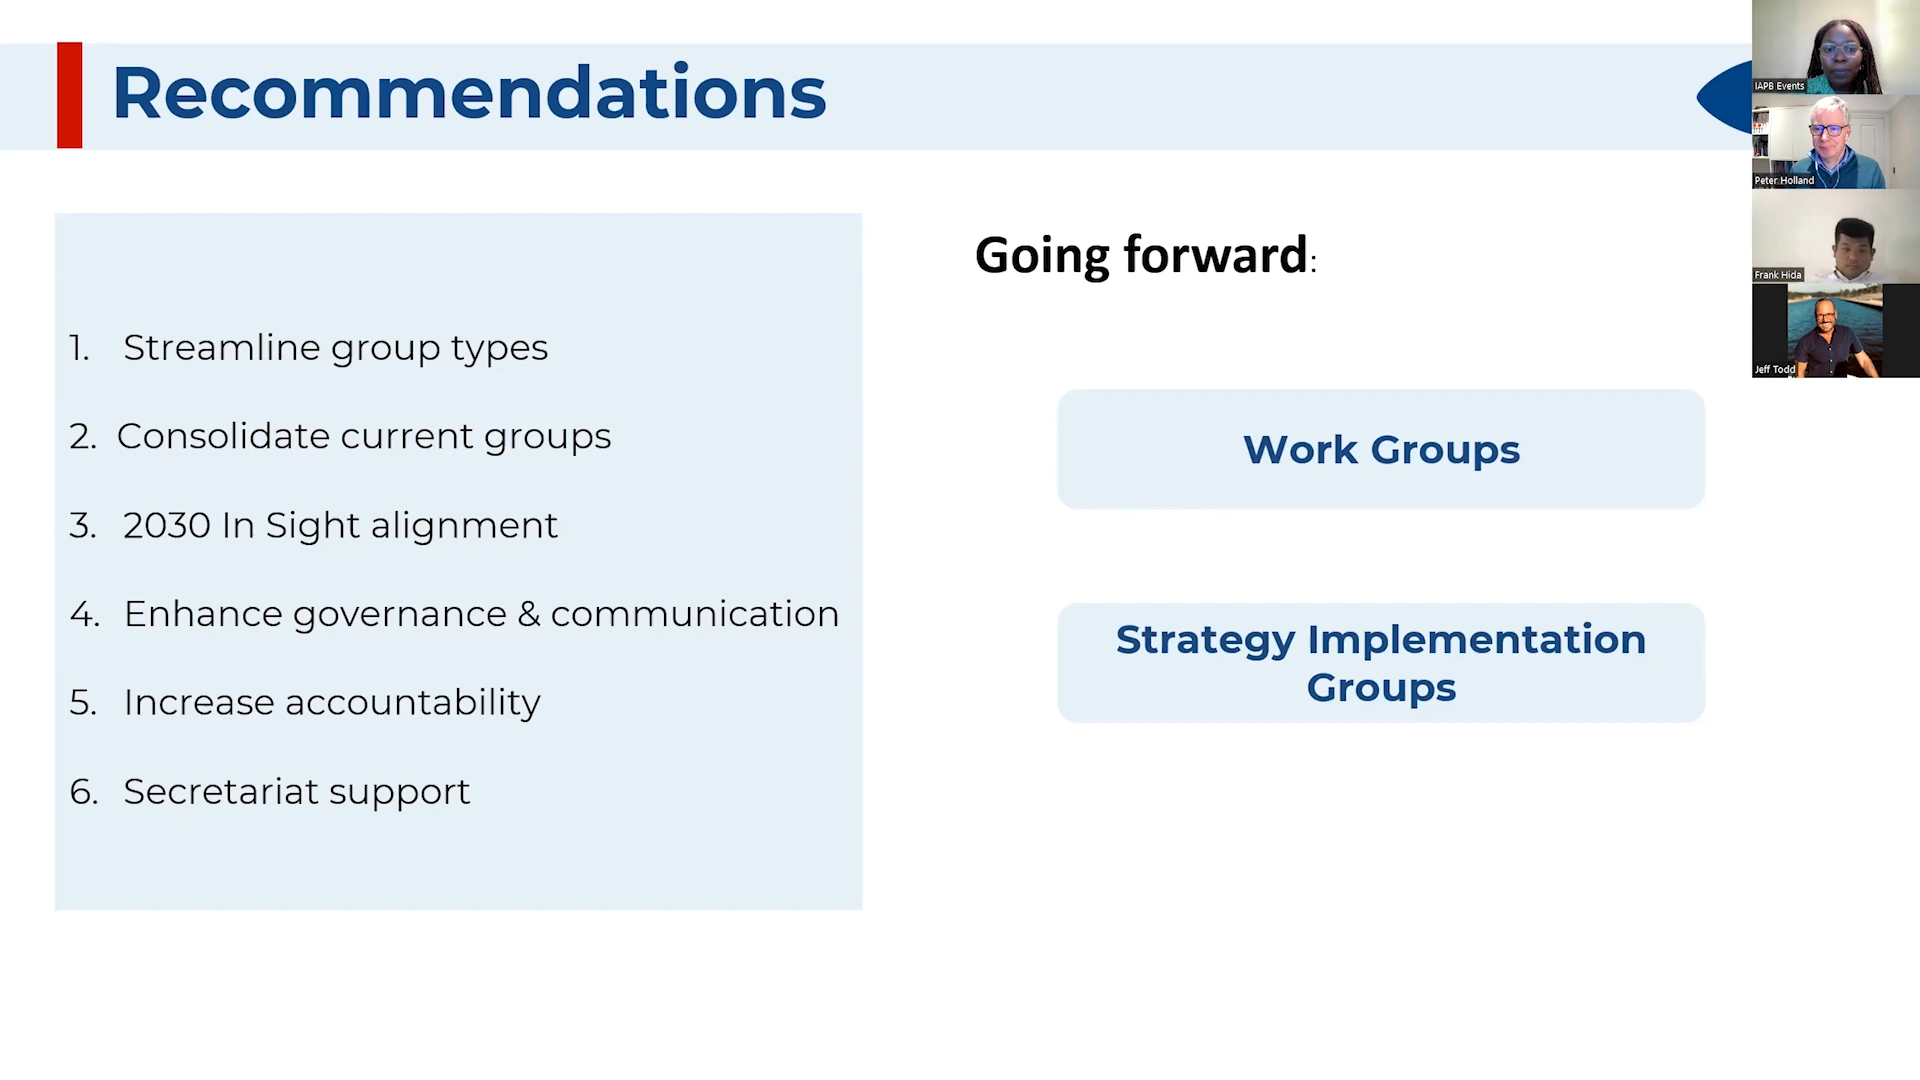 Recommendations
1. Streamline group types
2. Consolidate current groups
3. 2030 In Sight alignment
4. Enhance governance & communication
5. Increase accountability
6. Secretariat support
Going forward:
Work Groups
Strategy Implementation
Groups
IAPB Events
Peter Holland
Frank Hida
Jeff Todd